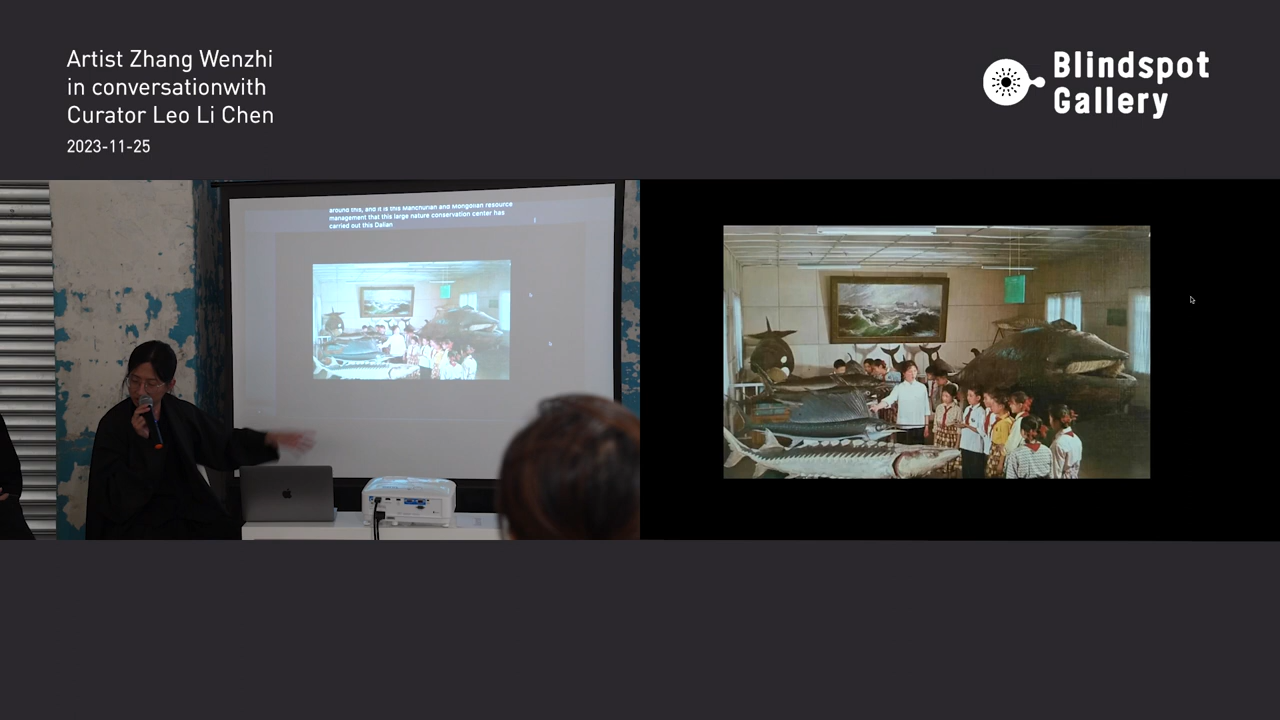 Artist Zhang Wenzhi
in conversationwith
Curator Leo Li Chen
2023-11-25
Blindspot
Gallery
around this, and it is this Manchurian and Mongolian resource
management that this large nature conservation center has
carried out this Dalian